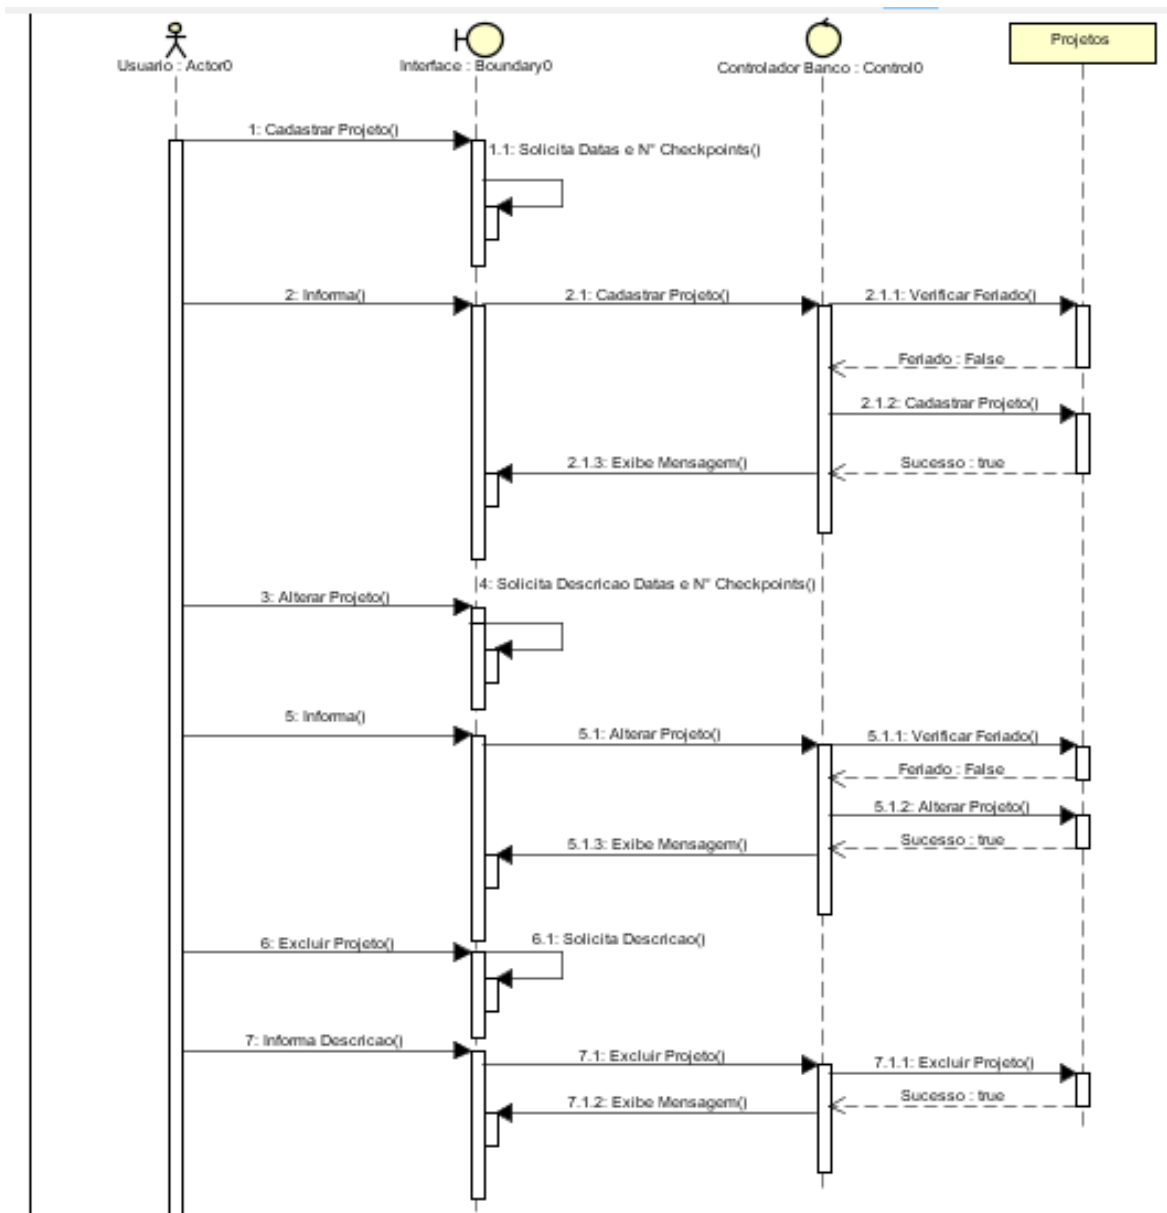 Usuario : Actor0
Interface : Boundary0
Controlador Banco : Control0
Projetos
1: Cadastrar Projeto()
1.1: Solicita Datas e N° Checkpoints()
2: Informa()
2.1: Cadastrar Projeto()
2.1.1: Verificar Feriado()
Feriado : False
2.1.2: Cadastrar Projeto()
2.1.3: Exibe Mensagem()
Sucesso : true
4: Solicita Descricao Datas e N° Checkpoints()
3: Alterar Projeto()
5: Informa()
5.1: Alterar Projeto()
5.1.1: Verificar Feriado()
Feriado : False
5.1.2: Alterar Projeto()
5.1.3: Exibe Mensagem()
Sucesso : true
6: Excluir Projeto()
6.1: Solicita Descricao()
7: Informa Descricao()
7.1: Excluir Projeto()
7.1.1: Excluir Projeto()
7.1.2: Exibe Mensagem()
Sucesso : true